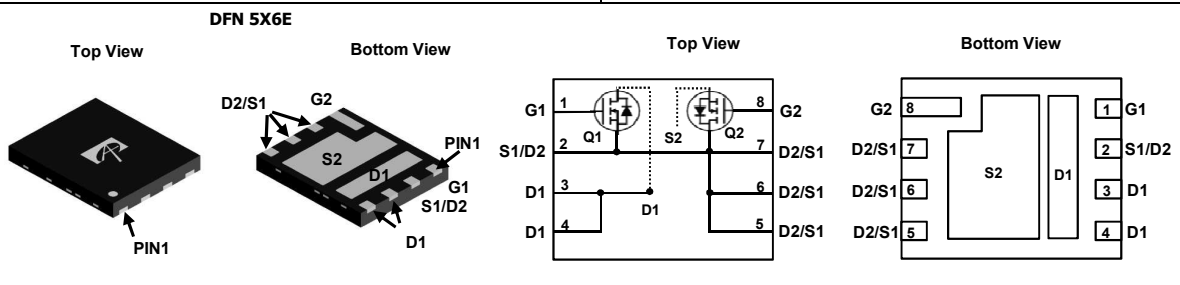 DFN 5X6E
Top View
Bottom View
Top View
Bottom View
D2/S1
G2
S2
D1
PIN1
G1
S1/D2
D1
PIN1
G1
1
Q1
S2
Q2
8
G2
S1/D2
2
7
D2/S1
D1
3
D1
6
D2/S1
D1
4
5
D2/S1
G2
8
1
G1
D2/S1
7
2
S1/D2
S2
D1
D2/S1
6
3
D1
D2/S1
5
4
D1